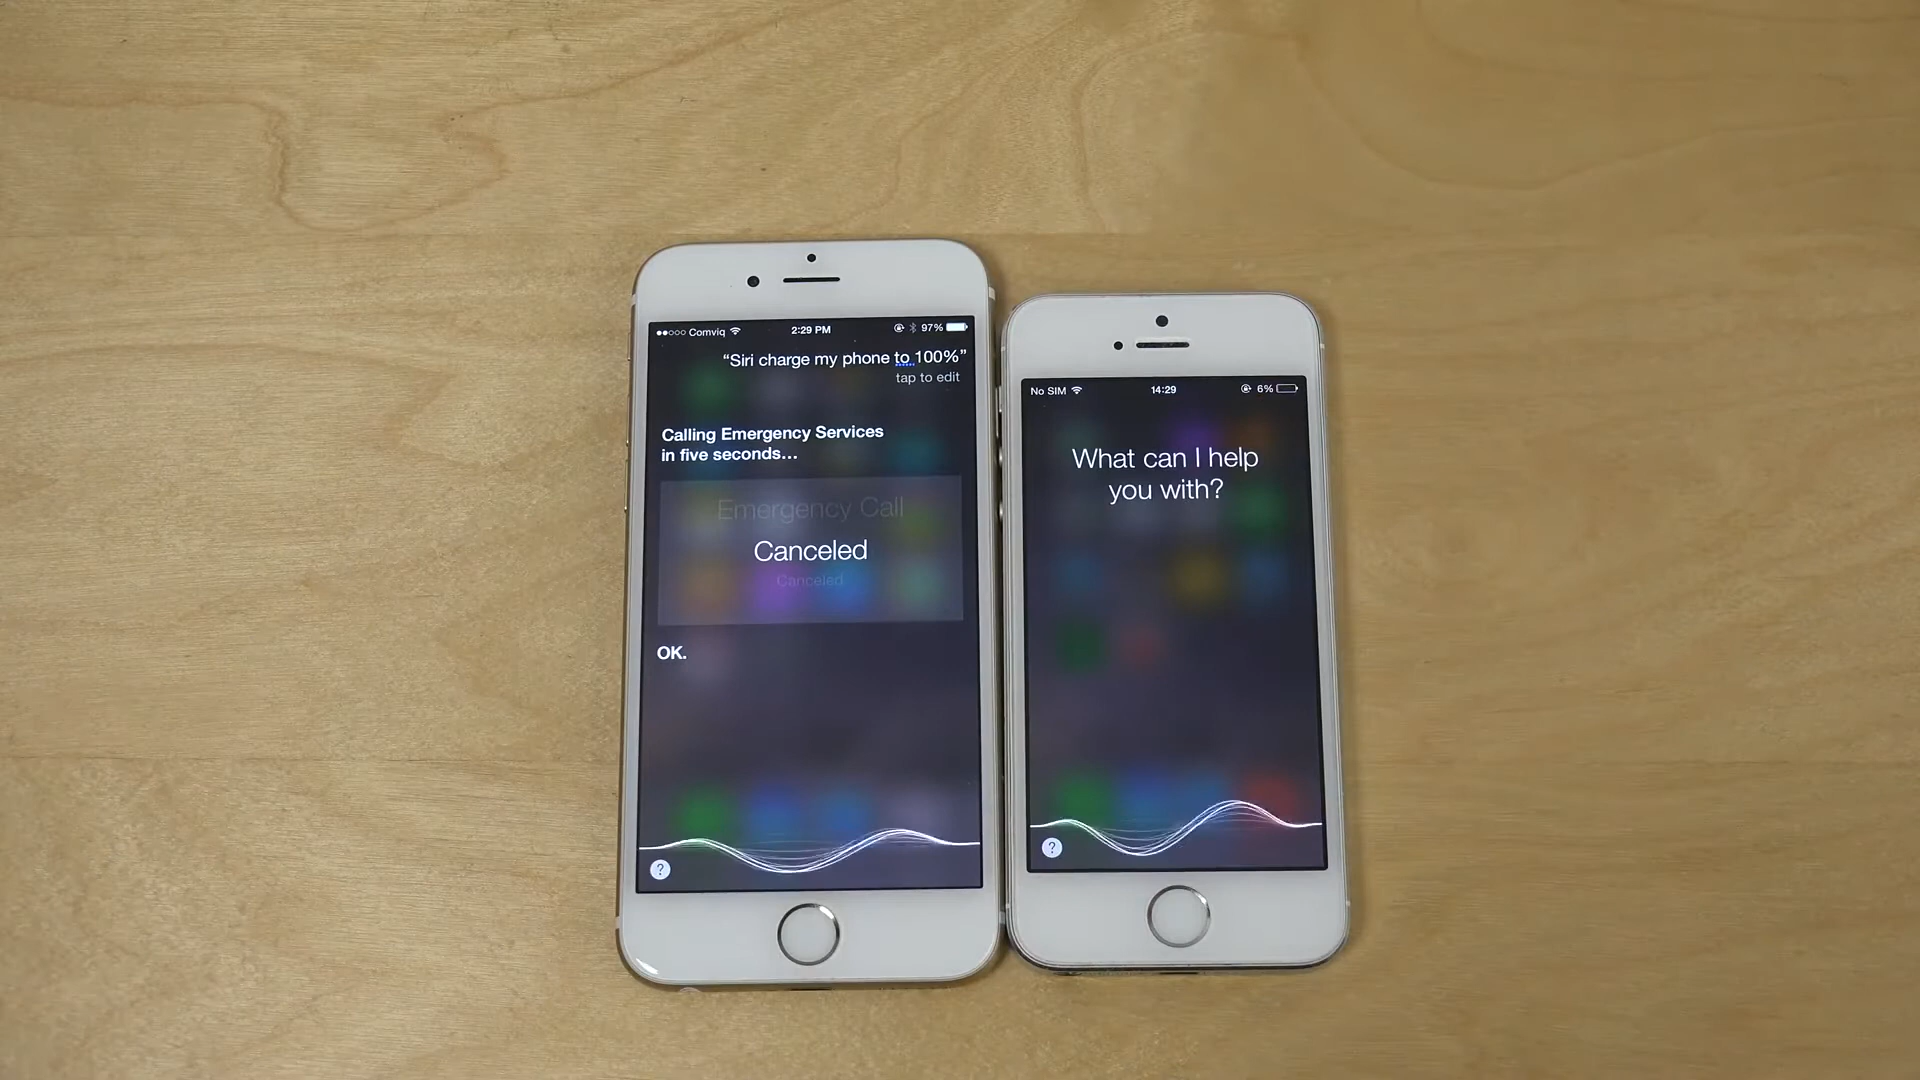 Comviq 2:29 PM 97%
“Siri charge my phone to 100%”
tap to edit
Calling Emergency Services
in five seconds...
Emergency Call
Canceled
Canceled
OK.
?
No SIM 14:29 6%
What can I help
you with?
?